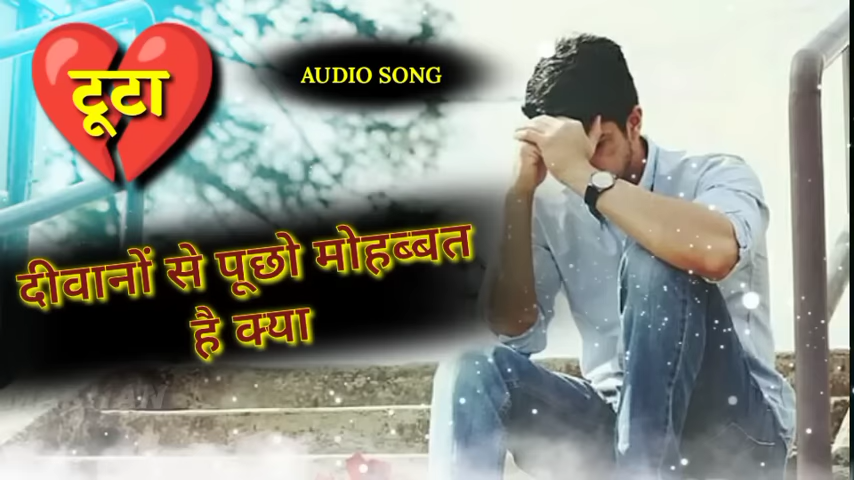 टूटा
AUDIO SONG
दीवानों से पूछो मोहब्बत
है क्या